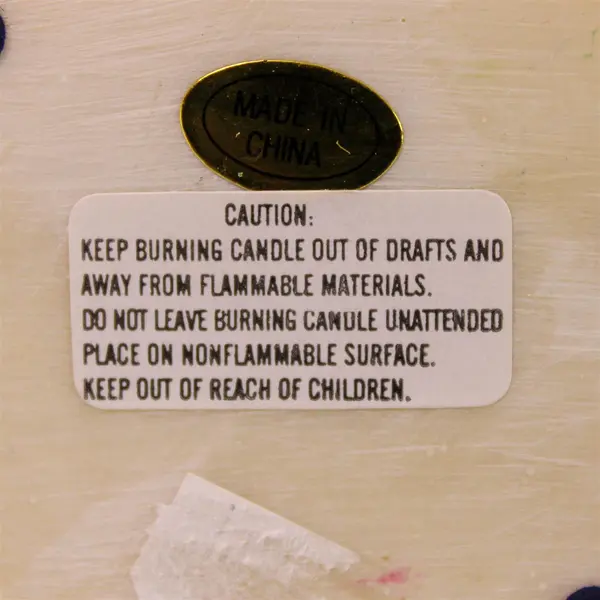 MADE IN
CHINA
CAUTION:
KEEP BURNING CANDLE OUT OF DRAFTS AND
AWAY FROM FLAMMABLE MATERIALS.
DO NOT LEAVE BURNING CANDLE UNATTENDED
PLACE ON NONFLAMMABLE SURFACE.
KEEP OUT OF REACH OF CHILDREN.